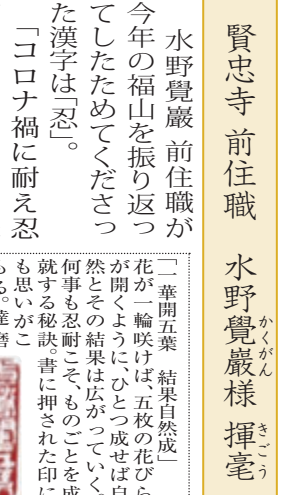 賢忠寺 前住職 水野覺巖様 揮毫
かくがん
きごう
水野覺巖 前住職が
今年の福山を振り返っ
てしたためてくださっ
た漢字は「忍」。
「コロナ禍に耐え忍
「一華開五葉 結果自然成」
花が一輪咲けば、五枚の花びら
が開くように、ひとつ成せば自
然とその結果は広がっていく。
何事も忍耐こそ、ものごとを成
就する秘訣。書に押された印に
も思いがこ
もる。達磨